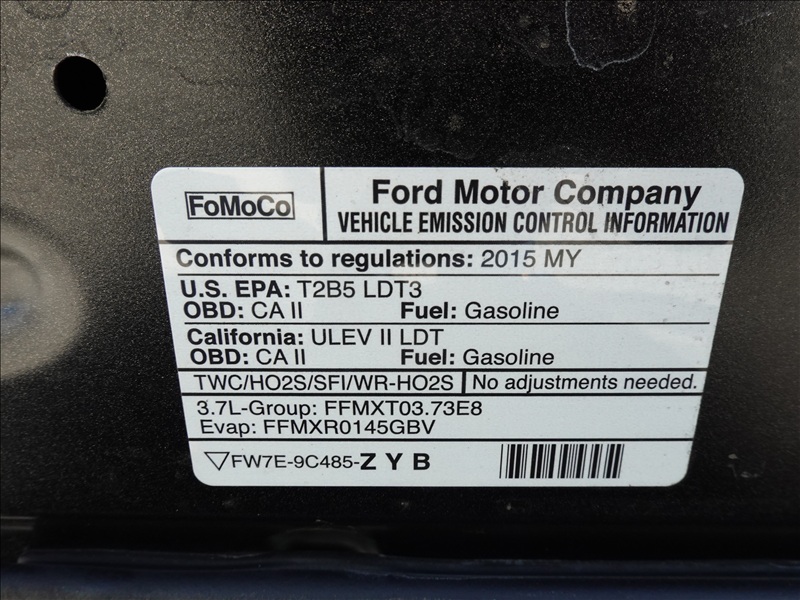 FoMoCo
Ford Motor Company
VEHICLE EMISSION CONTROL INFORMATION
Conforms to regulations: 2015 MY
U.S. EPA: T2B5 LDT3
OBD: CA II Fuel: Gasoline
California: ULEV II LDT
OBD: CA II Fuel: Gasoline
TWC/HO2S/SFI/WR-HO2S No adjustments needed.
3.7L-Group: FFMXT03.73E8
Evap: FFMXR0145GBV
FW7E-9C485-Z Y B